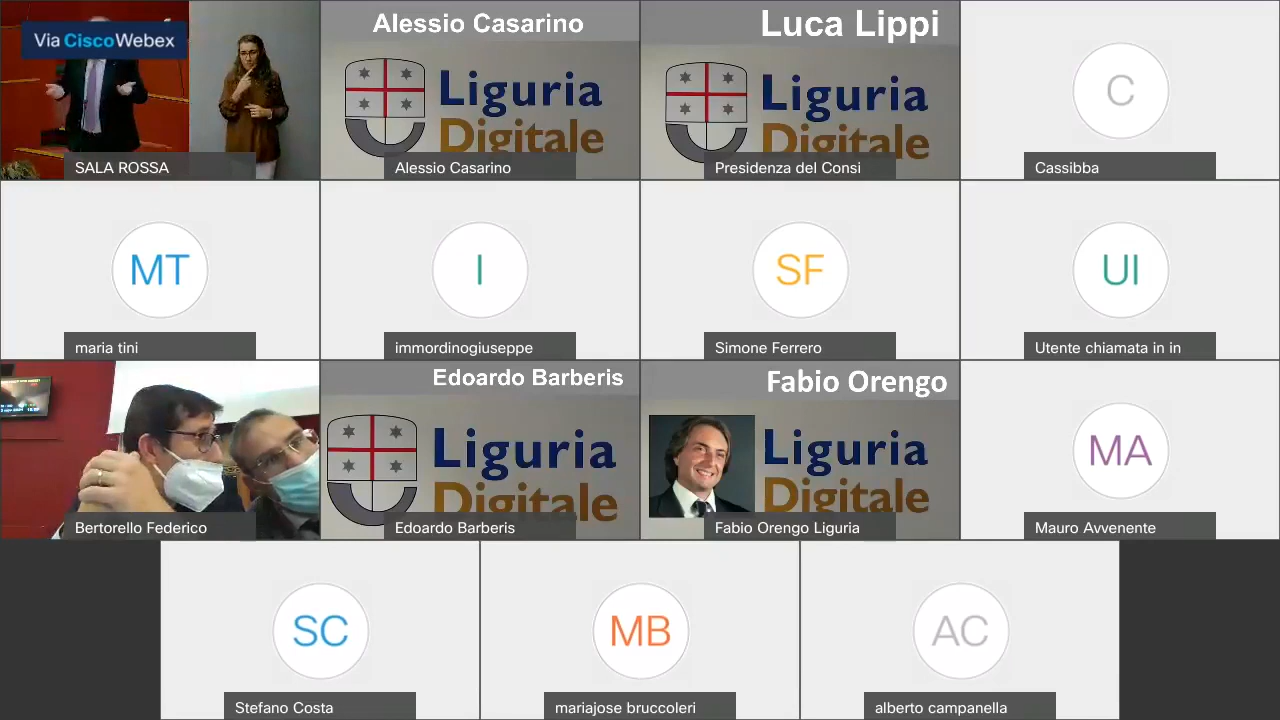 Via Cisco Webex
SALA ROSSA
Alessio Casarino
Liguria
Digitale
Alessio Casarino
Luca Lippi
Liguria
Digitale
Presidenza del Consi
C
Cassibba
MT
maria tini
I
immordinogiuseppe
SF
Simone Ferrero
UI
Utente chiamata in in
Bertorello Federico
Edoardo Barberis
Liguria
Digitale
Edoardo Barberis
Fabio Orengo
Liguria
Digitale
Fabio Orengo Liguria
MA
Mauro Avvenente
SC
Stefano Costa
MB
mariajose bruccoleri
AC
alberto campanella